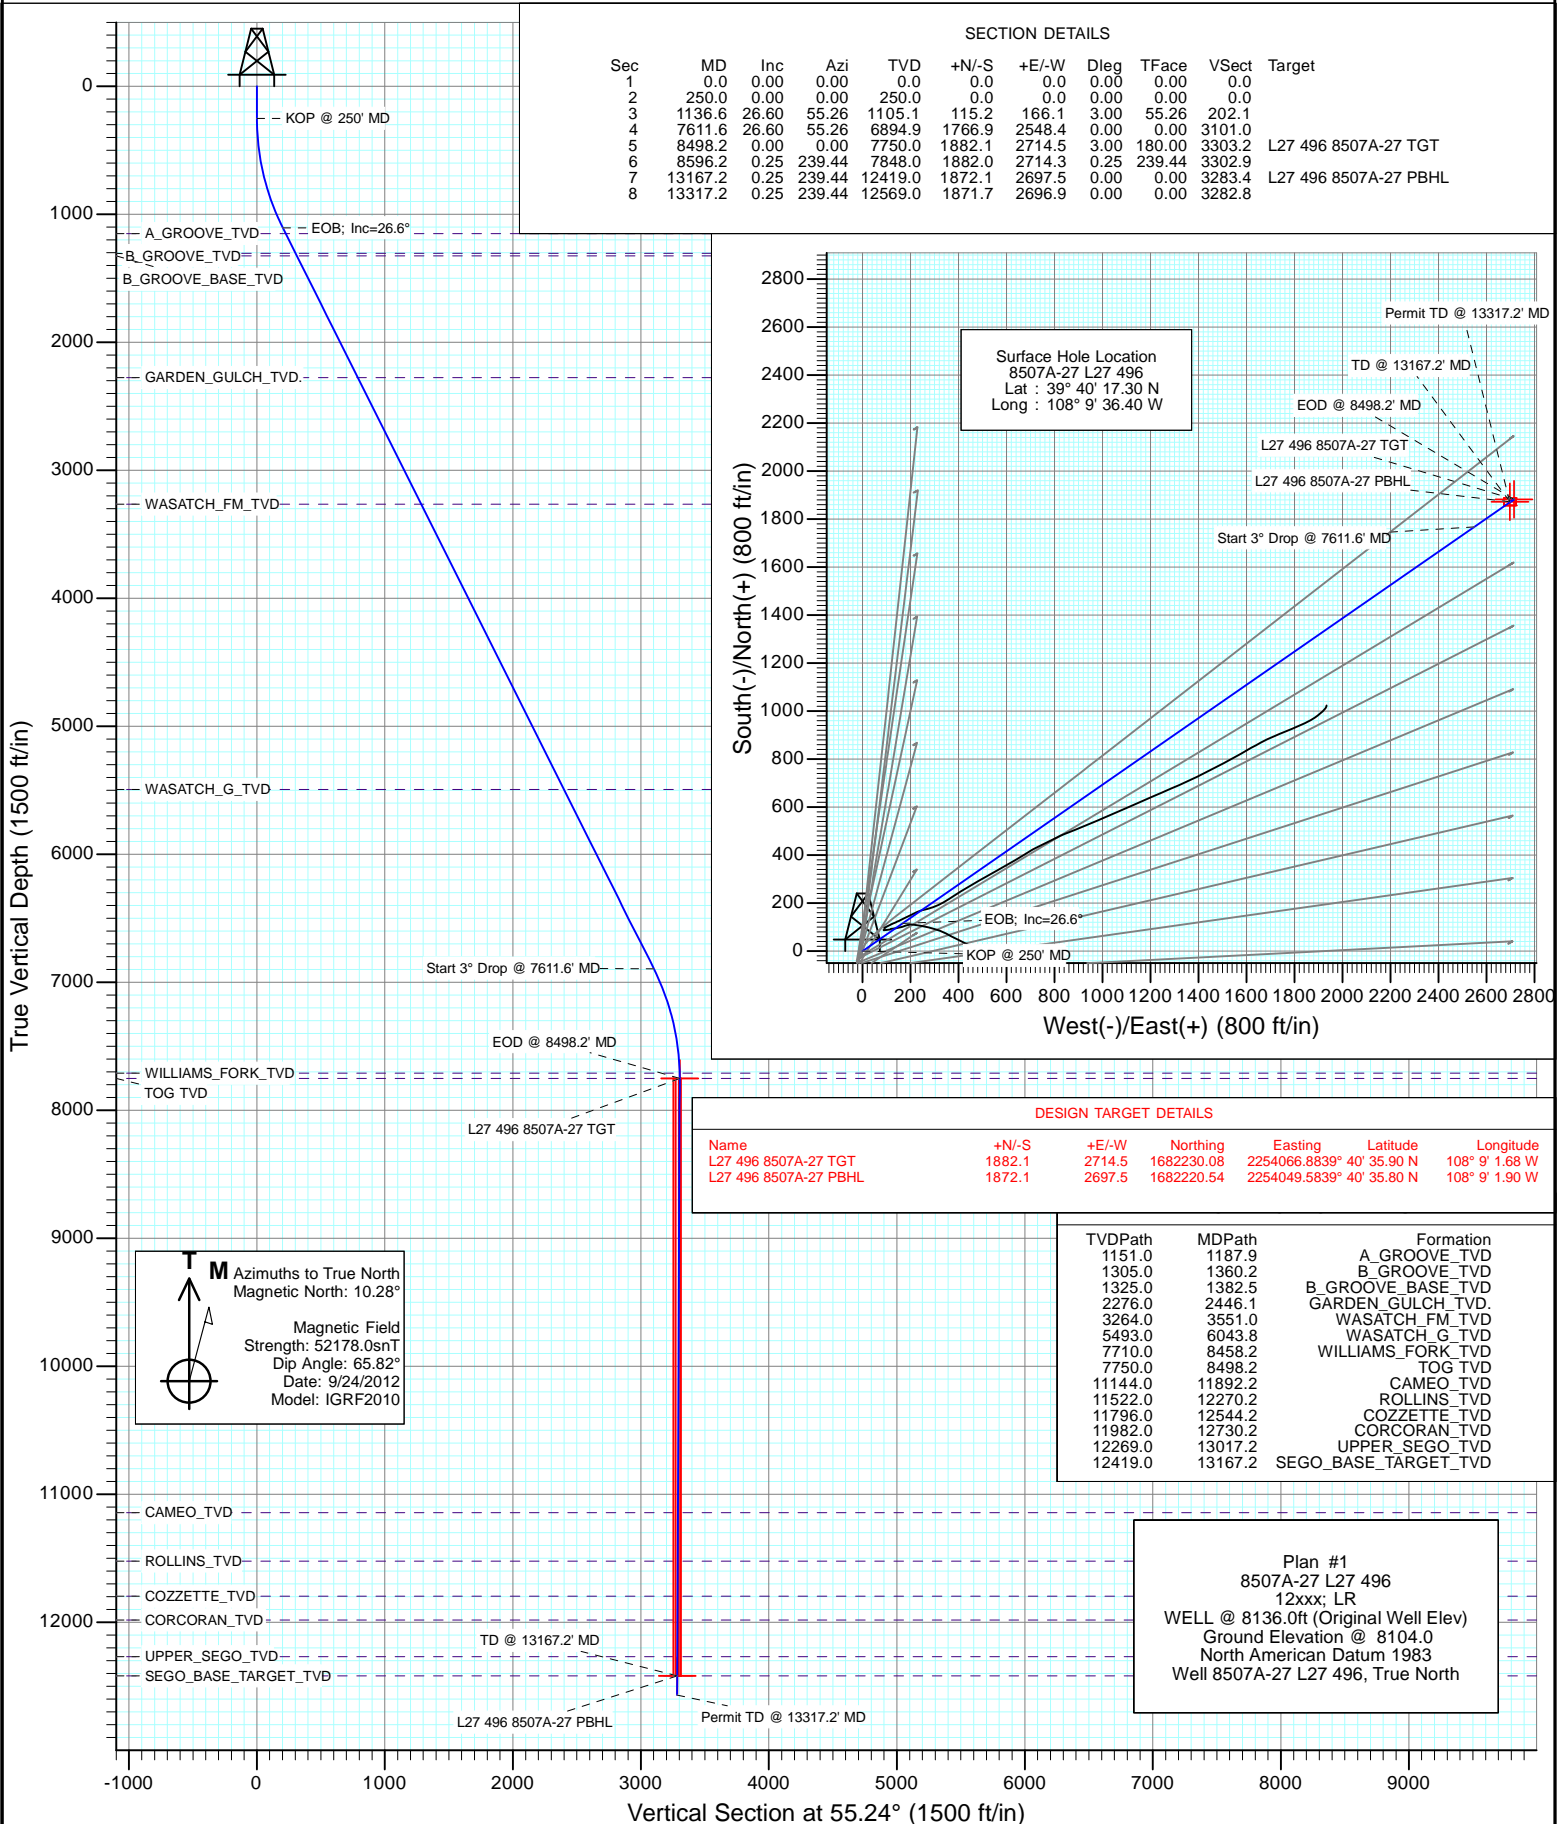 SECTION DETAILS
Sec MD Inc Azi TVD +N/-S +E/-W Dleg TFace VSect Target
1 0.0 0.00 0.00 0.0 0.0 0.0 0.00 0.00 0.0
2 250.0 0.00 0.00 250.0 0.0 0.0 0.00 0.00 0.0
3 1136.6 26.60 55.26 1105.1 115.2 166.1 3.00 55.26 202.1
4 7611.6 26.60 55.26 6894.9 1766.9 2548.4 0.00 0.00 3101.0
5 8498.2 0.00 0.00 7750.0 1882.1 2714.5 3.00 180.00 3303.2 L27 496 8507A-27 TGT
6 8596.2 0.25 239.44 7848.0 1882.0 2714.3 0.25 239.44 3302.9
7 13167.2 0.25 239.44 12419.0 1872.1 2697.5 0.00 0.00 3283.4 L27 496 8507A-27 PBHL
8 13317.2 0.25 239.44 12569.0 1871.7 2696.9 0.00 0.00 3282.8
True Vertical Depth (1500 ft/in)
0
1000
2000
3000
4000
5000
6000
7000
8000
9000
10000
11000
12000
KOP @ 250' MD
EOB; Inc=26.6°
A_GROOVE_TVD
B_GROOVE_TVD
B_GROOVE_BASE_TVD
GARDEN_GULCH_TVD.
WASATCH_FM_TVD
WASATCH_G_TVD
Start 3° Drop @ 7611.6' MD
EOD @ 8498.2' MD
WILLIAMS_FORK_TVD
TOG TVD
L27 496 8507A-27 TGT
CAMEO_TVD
ROLLINS_TVD
COZZETTE_TVD
CORCORAN_TVD
TD @ 13167.2' MD
UPPER_SEGO_TVD
SEGO_BASE_TARGET_TVD
L27 496 8507A-27 PBHL
Permit TD @ 13317.2' MD
-1000 0 1000 2000 3000 4000 5000 6000 7000 8000 9000
Vertical Section at 55.24° (1500 ft/in)
South(-)/North(+) (800 ft/in)
2800
2600
2400
2200
2000
1800
1600
1400
1200
1000
800
600
400
200
0
Surface Hole Location
8507A-27 L27 496
Lat : 39° 40' 17.30 N
Long : 108° 9' 36.40 W
Permit TD @ 13317.2' MD
TD @ 13167.2' MD
EOD @ 8498.2' MD
L27 496 8507A-27 TGT
L27 496 8507A-27 PBHL
Start 3° Drop @ 7611.6' MD
EOB; Inc=26.6°
KOP @ 250' MD
0 200 400 600 800 1000 1200 1400 1600 1800 2000 2200 2400 2600 2800
West(-)/East(+) (800 ft/in)
DESIGN TARGET DETAILS
Name +N/-S +E/-W Northing Easting Latitude Longitude
L27 496 8507A-27 TGT 1882.1 2714.5 1682230.08 2254066.8839° 40' 35.90 N 108° 9' 1.68 W
L27 496 8507A-27 PBHL 1872.1 2697.5 1682220.54 2254049.5839° 40' 35.80 N 108° 9' 1.90 W
TVDPath MDPath Formation
1151.0 1187.9 A_GROOVE_TVD
1305.0 1360.2 B_GROOVE_TVD
1325.0 1382.5 B_GROOVE_BASE_TVD
2276.0 2446.1 GARDEN_GULCH_TVD.
3264.0 3551.0 WASATCH_FM_TVD
5493.0 6043.8 WASATCH_G_TVD
7710.0 8458.2 WILLIAMS_FORK_TVD
7750.0 8498.2 TOG TVD
11144.0 11892.2 CAMEO_TVD
11522.0 12270.2 ROLLINS_TVD
11796.0 12544.2 COZZETTE_TVD
11982.0 12730.2 CORCORAN_TVD
12269.0 13017.2 UPPER_SEGO_TVD
12419.0 13167.2 SEGO_BASE_TARGET_TVD
T
M
Azimuths to True North
Magnetic North: 10.28°
Magnetic Field
Strength: 52178.0snT
Dip Angle: 65.82°
Date: 9/24/2012
Model: IGRF2010
Plan #1
8507A-27 L27 496
12xxx; LR
WELL @ 8136.0ft (Original Well Elev)
Ground Elevation @ 8104.0
North American Datum 1983
Well 8507A-27 L27 496, True North